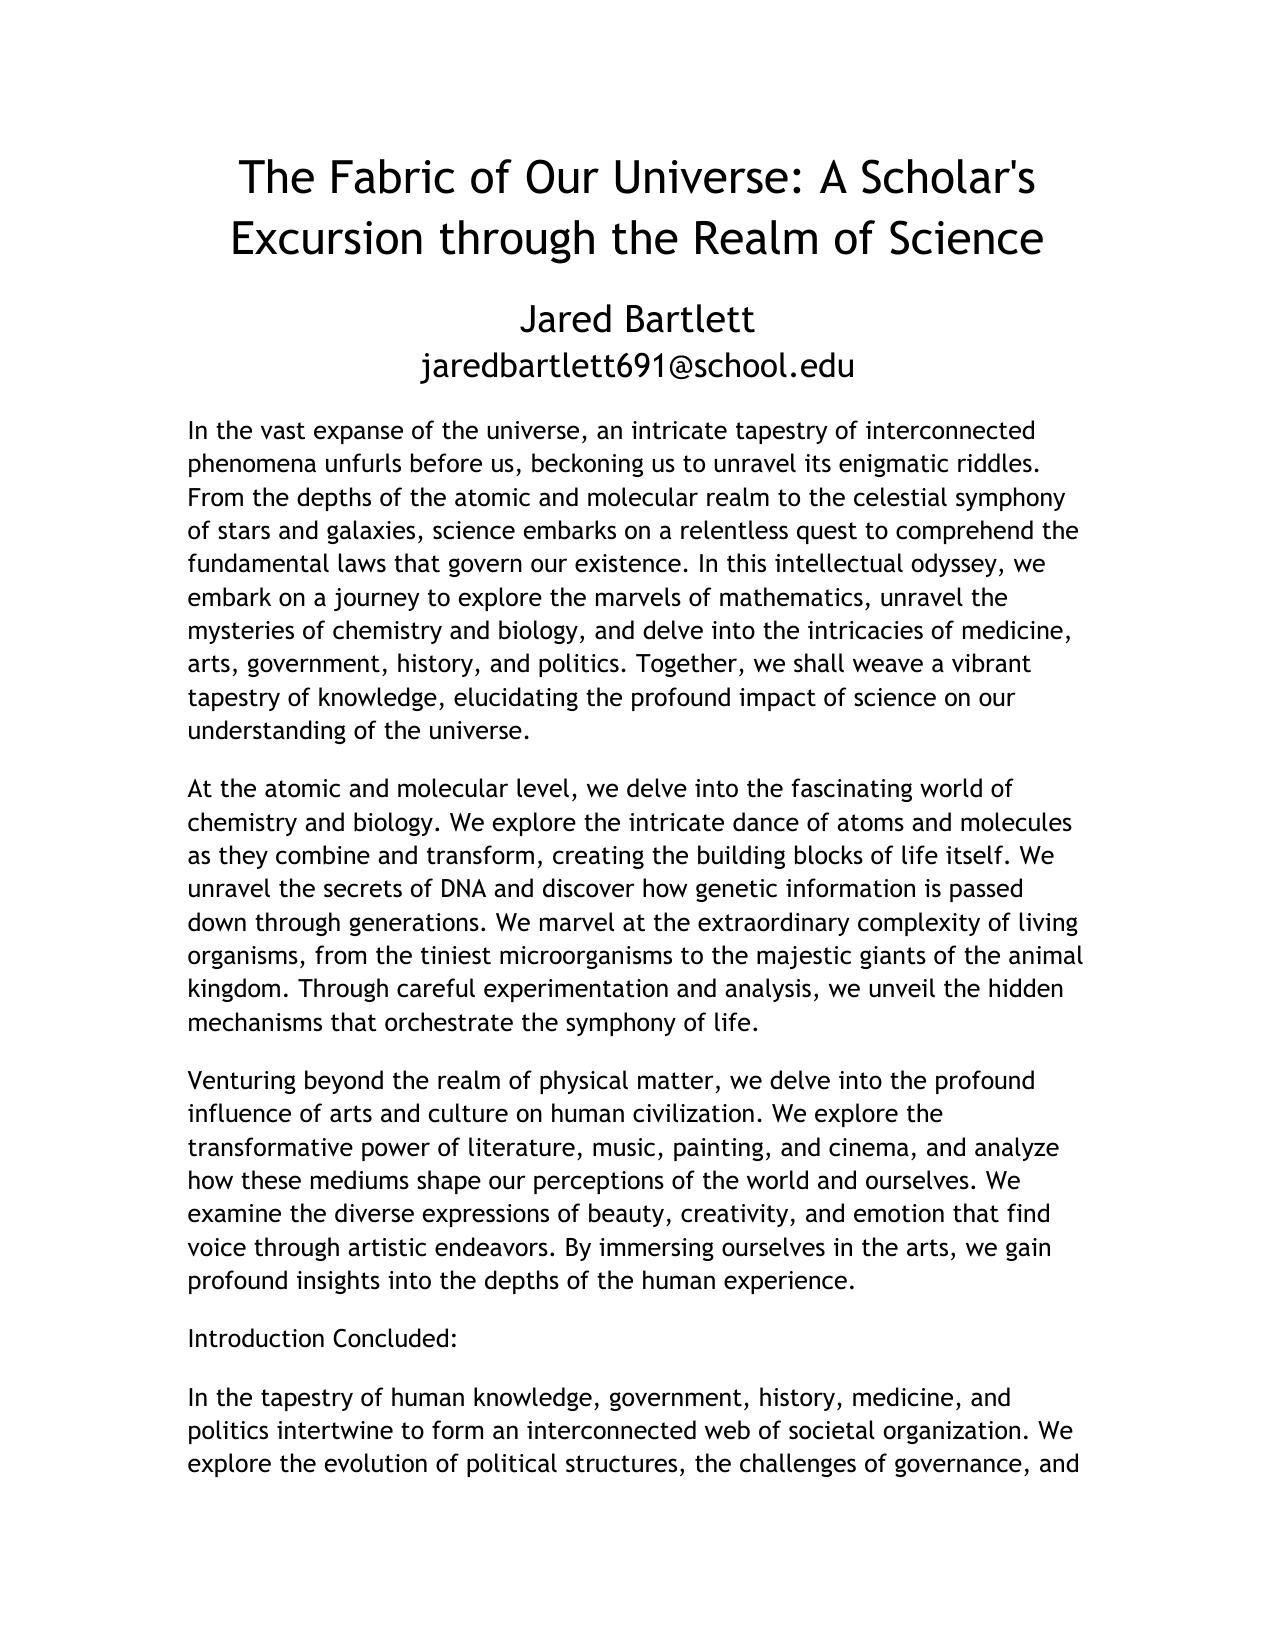 The Fabric of Our Universe: A Scholar's
Excursion through the Realm of Science
Jared Bartlett
jaredbartlett691@school.edu
In the vast expanse of the universe, an intricate tapestry of interconnected
phenomena unfurls before us, beckoning us to unravel its enigmatic riddles.
From the depths of the atomic and molecular realm to the celestial symphony
of stars and galaxies, science embarks on a relentless quest to comprehend the
fundamental laws that govern our existence. In this intellectual odyssey, we
embark on a journey to explore the marvels of mathematics, unravel the
mysteries of chemistry and biology, and delve into the intricacies of medicine,
arts, government, history, and politics. Together, we shall weave a vibrant
tapestry of knowledge, elucidating the profound impact of science on our
understanding of the universe.
At the atomic and molecular level, we delve into the fascinating world of
chemistry and biology. We explore the intricate dance of atoms and molecules
as they combine and transform, creating the building blocks of life itself. We
unravel the secrets of DNA and discover how genetic information is passed
down through generations. We marvel at the extraordinary complexity of living
organisms, from the tiniest microorganisms to the majestic giants of the animal
kingdom. Through careful experimentation and analysis, we unveil the hidden
mechanisms that orchestrate the symphony of life.
Venturing beyond the realm of physical matter, we delve into the profound
influence of arts and culture on human civilization. We explore the
transformative power of literature, music, painting, and cinema, and analyze
how these mediums shape our perceptions of the world and ourselves. We
examine the diverse expressions of beauty, creativity, and emotion that find
voice through artistic endeavors. By immersing ourselves in the arts, we gain
profound insights into the depths of the human experience.
Introduction Concluded:
In the tapestry of human knowledge, government, history, medicine, and
politics intertwine to form an interconnected web of societal organization. We
explore the evolution of political structures, the challenges of governance, and